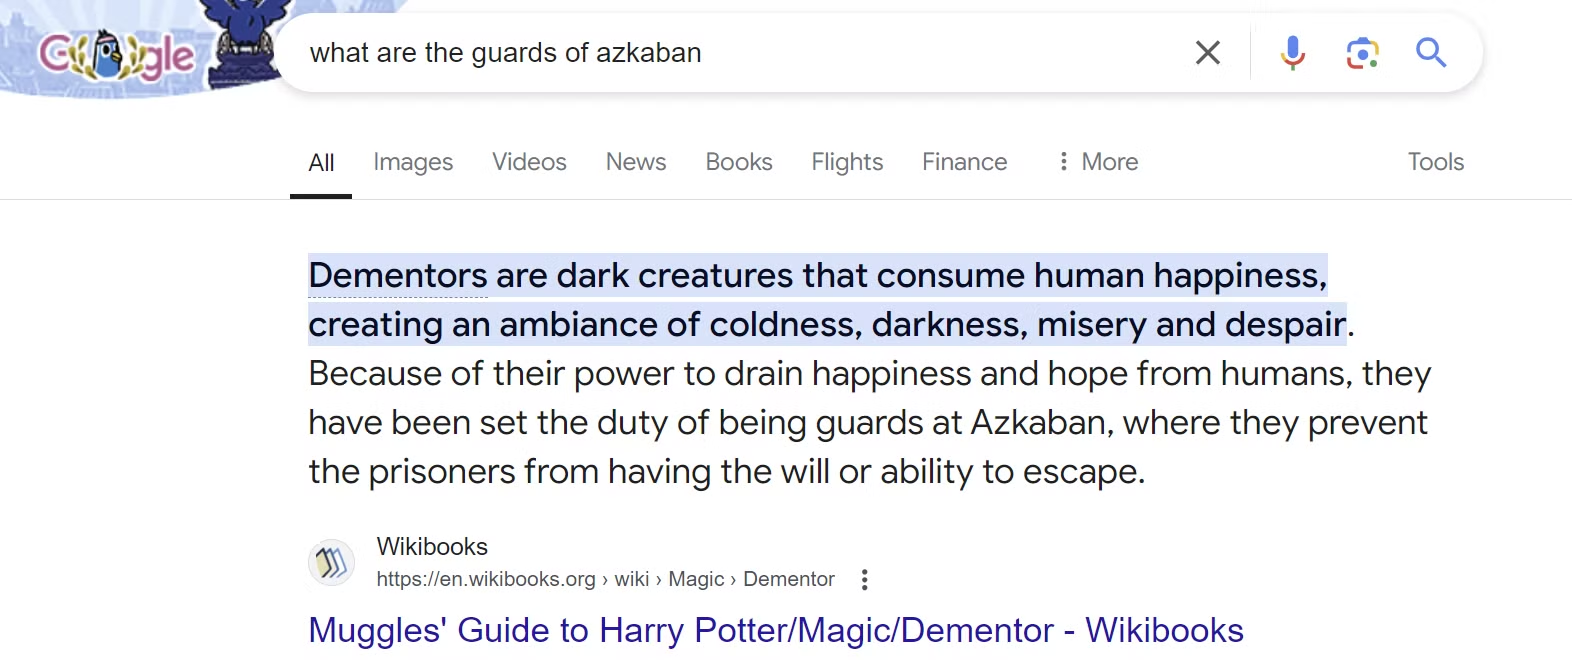 Google
what are the guards of azkaban
All Images Videos News Books Flights Finance More Tools
Dementors are dark creatures that consume human happiness,
creating an ambiance of coldness, darkness, misery and despair.
Because of their power to drain happiness and hope from humans, they
have been set the duty of being guards at Azkaban, where they prevent
the prisoners from having the will or ability to escape.
Wikibooks
https://en.wikibooks.org › wiki › Magic › Dementor
Muggles' Guide to Harry Potter/Magic/Dementor - Wikibooks